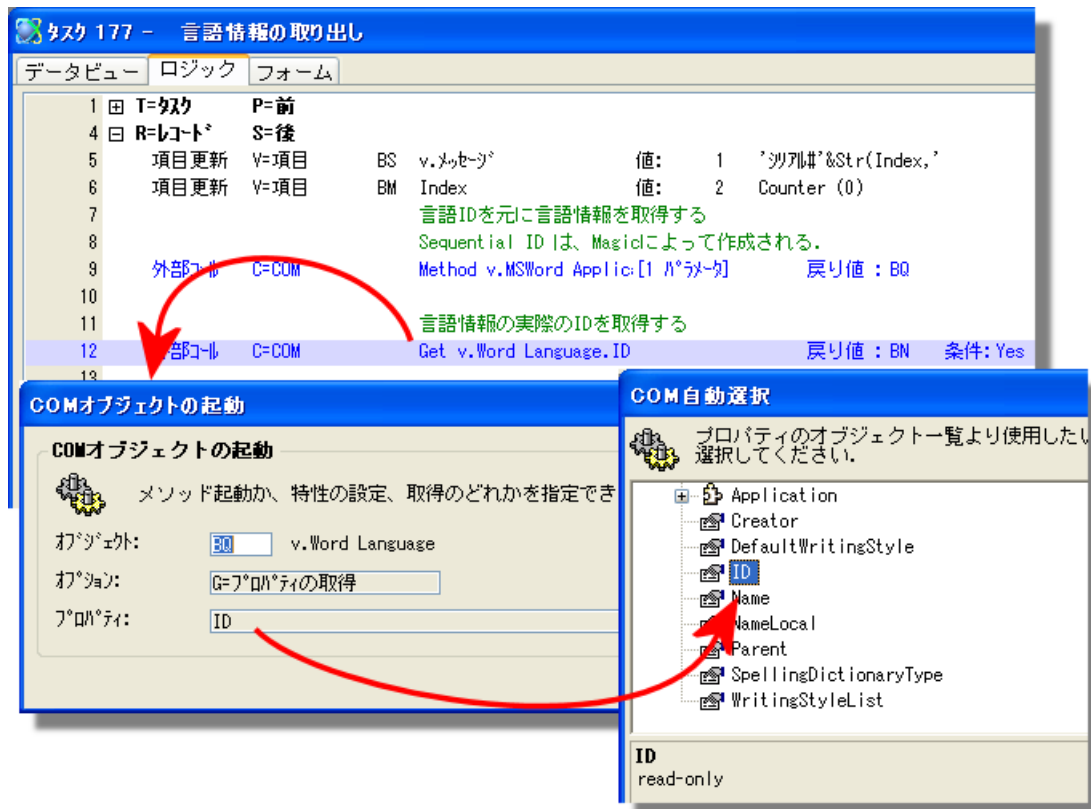 タスク 177 - 言語情報の取り出し
データビュー ロジック フォーム
1 T=タスク P=前
4 R=レコード S=後
5 項目更新 V=項目 BS v.メッセージ 値: 1 'シリアル#'&Str(Index,'
6 項目更新 V=項目 BM Index 値: 2 Counter (0)
7 言語IDを元に言語情報を取得する
8 Sequential ID は、Magicによって作成される.
9 外部コール C=COM Method v.MSWord Applic:[1 パラメータ] 戻り値 : BQ
10
11 言語情報の実際のIDを取得する
12 外部コール C=COM Get v.Word Language.ID 戻り値 : BN 条件: Yes
13
COMオブジェクトの起動
COMオブジェクトの起動
メソッド起動か、特性の設定、取得のどれかを指定でき
オブジェクト: BQ v.Word Language
オプション: G=プロパティの取得
プロパティ: ID
COM自動選択
プロパティのオブジェクト一覧より使用したい
選択してください.
Application
Creator
DefaultWritingStyle
ID
Name
NameLocal
Parent
SpellingDictionaryType
WritingStyleList
ID
read-only